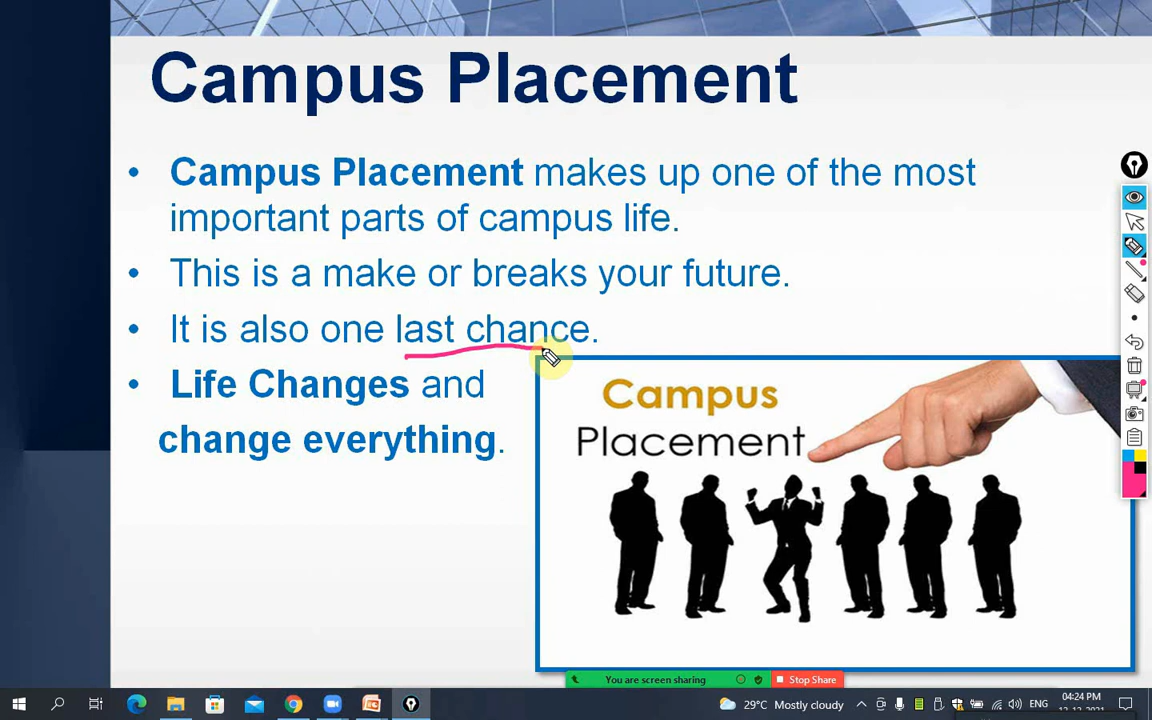 Campus Placement
• Campus Placement makes up one of the most
important parts of campus life.
• This is a make or breaks your future.
• It is also one last chance.
• Life Changes and
change everything.
Campus
Placement
You are screen sharing
Stop Share
29°C Mostly cloudy
ENG
04:24 PM